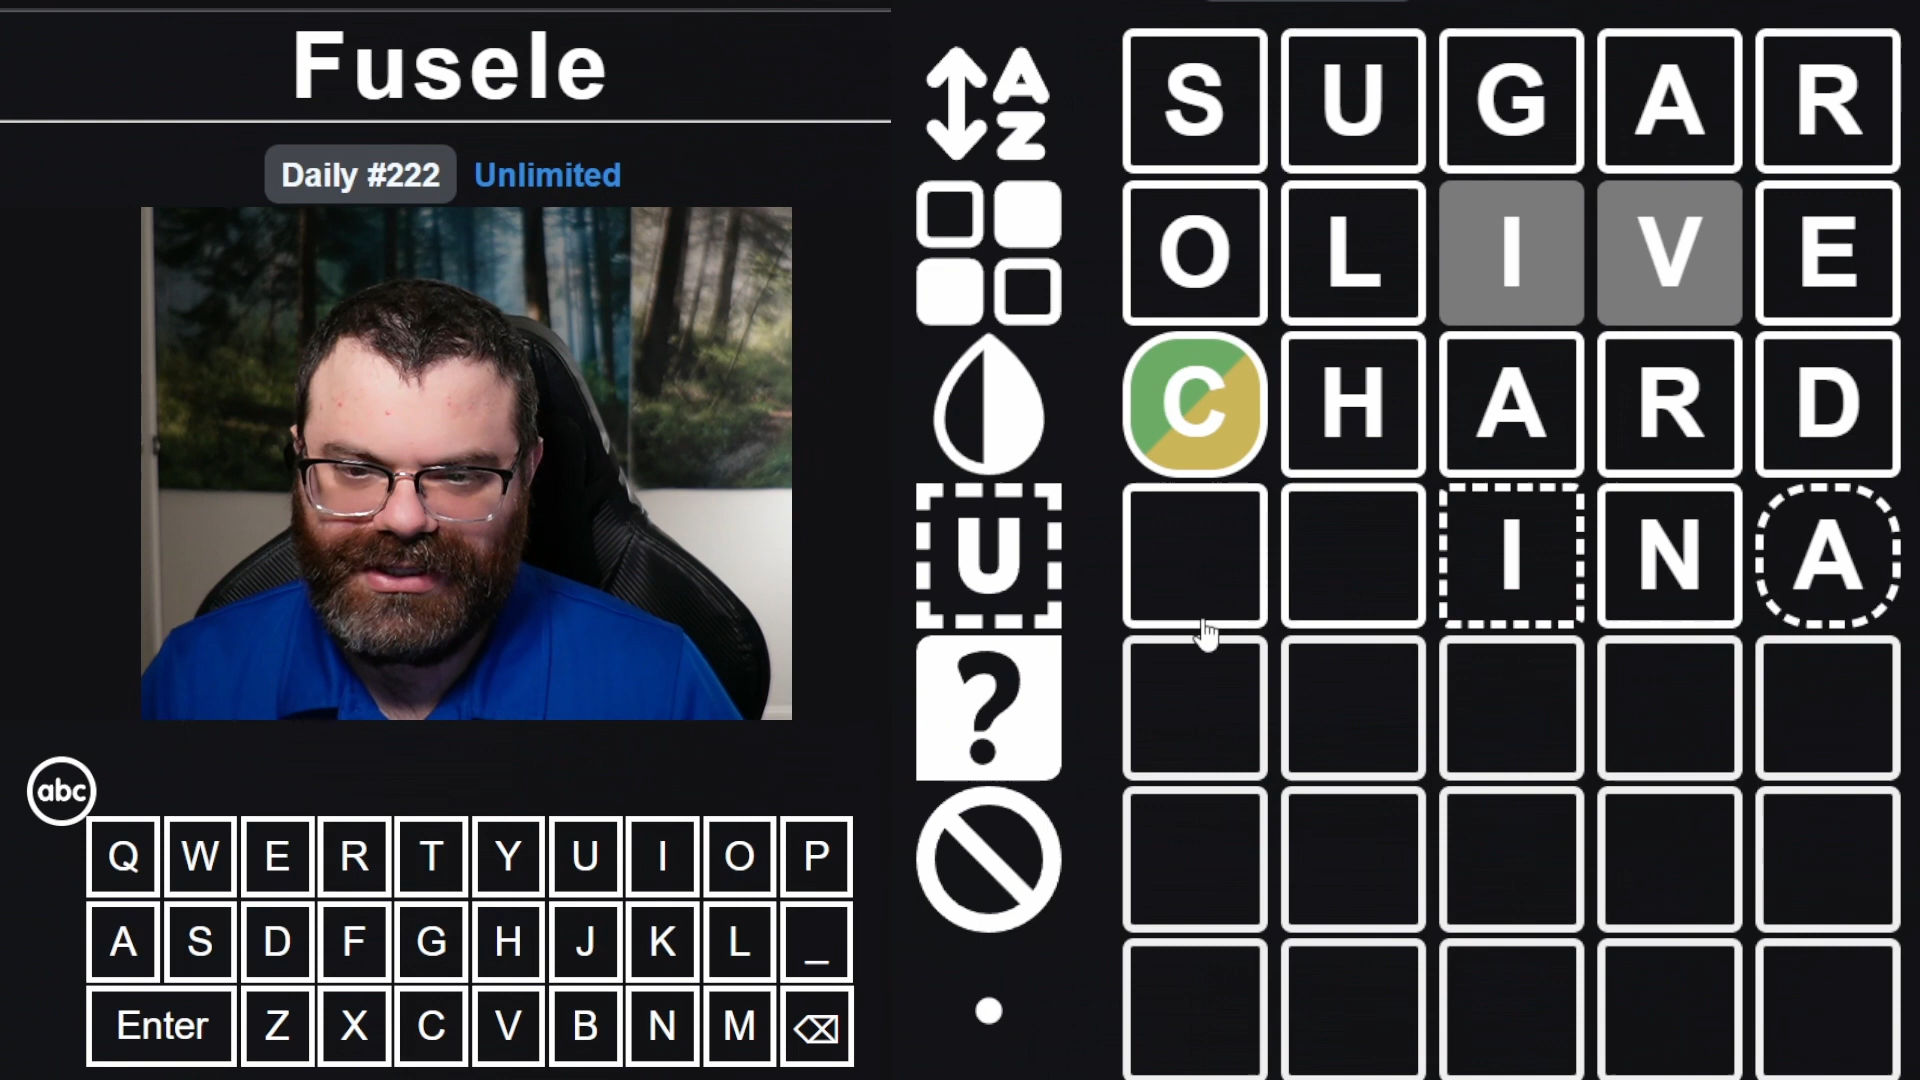 Fusele
Daily #222 Unlimited
A
Z
S U G A R
O L I V E
C H A R D
U
I N A
?
abc
Q W E R T Y U I O P
A S D F G H J K L _
Enter Z X C V B N M ⌫